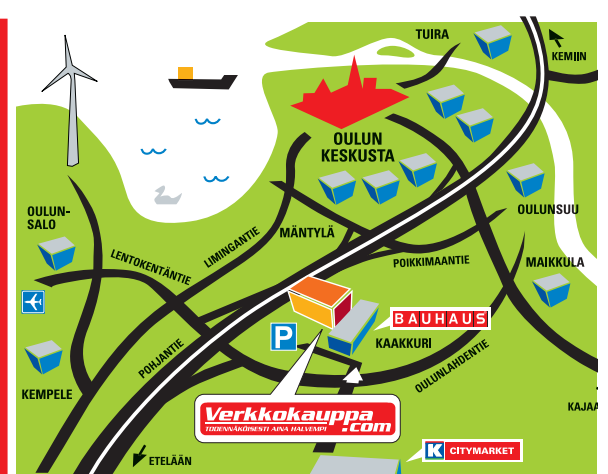 TUIRA
KEMIIN
OULUN
KESKUSTA
OULUN-
SALO
OULUNSUU
LENTOKENTÄNTIE
LIMINGANTIE
MÄNTYLÄ
POIKKIMAANTIE
MAIKKULA
BAUHAUS
P
KAAKKURI
POHJANTIE
OULUNLAHDENTIE
KEMPELE
KAJAA
Verkkokauppa
TODENNÄKÖISESTI AINA HALVEMPI
.com
K CITYMARKET
ETELÄÄN